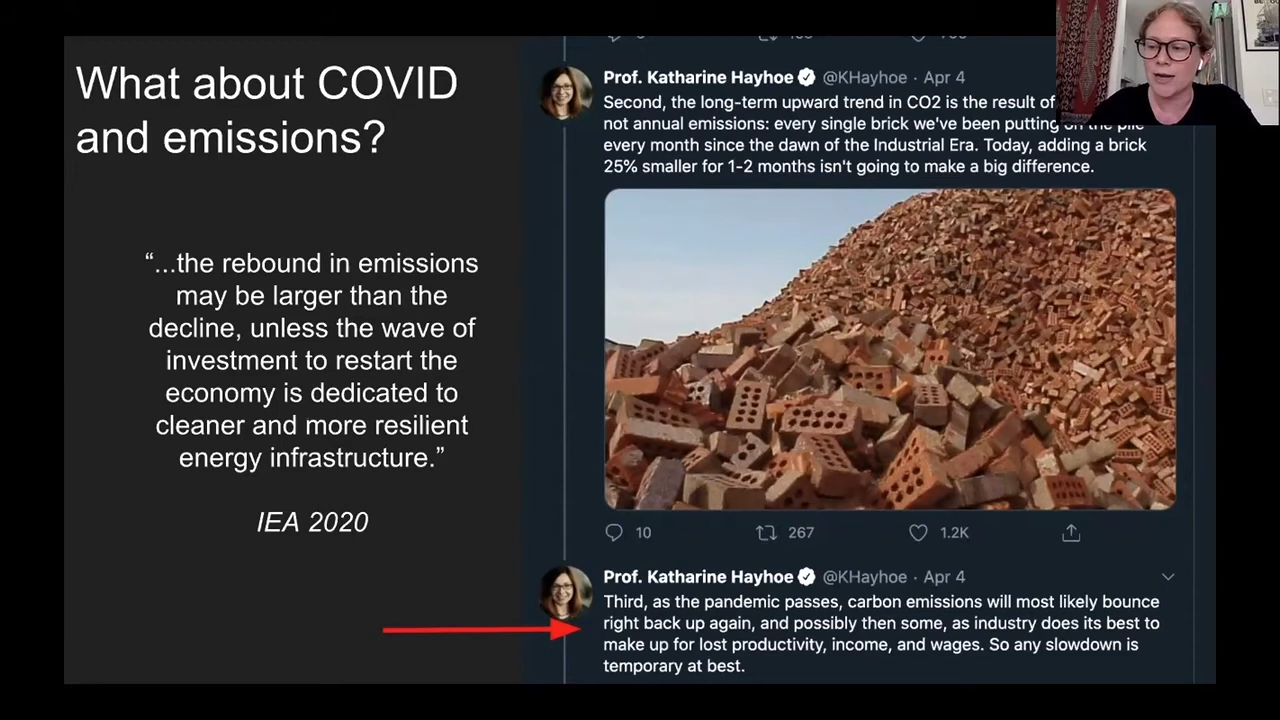 What about COVID
and emissions?
“...the rebound in emissions
may be larger than the
decline, unless the wave of
investment to restart the
economy is dedicated to
cleaner and more resilient
energy infrastructure.”
IEA 2020
Prof. Katharine Hayhoe @KHayhoe · Apr 4
Second, the long-term upward trend in CO2 is the result of
not annual emissions: every single brick we've been putting on the pile
every month since the dawn of the Industrial Era. Today, adding a brick
25% smaller for 1-2 months isn't going to make a big difference.
10 267 1.2K
Prof. Katharine Hayhoe @KHayhoe · Apr 4
Third, as the pandemic passes, carbon emissions will most likely bounce
right back up again, and possibly then some, as industry does its best to
make up for lost productivity, income, and wages. So any slowdown is
temporary at best.